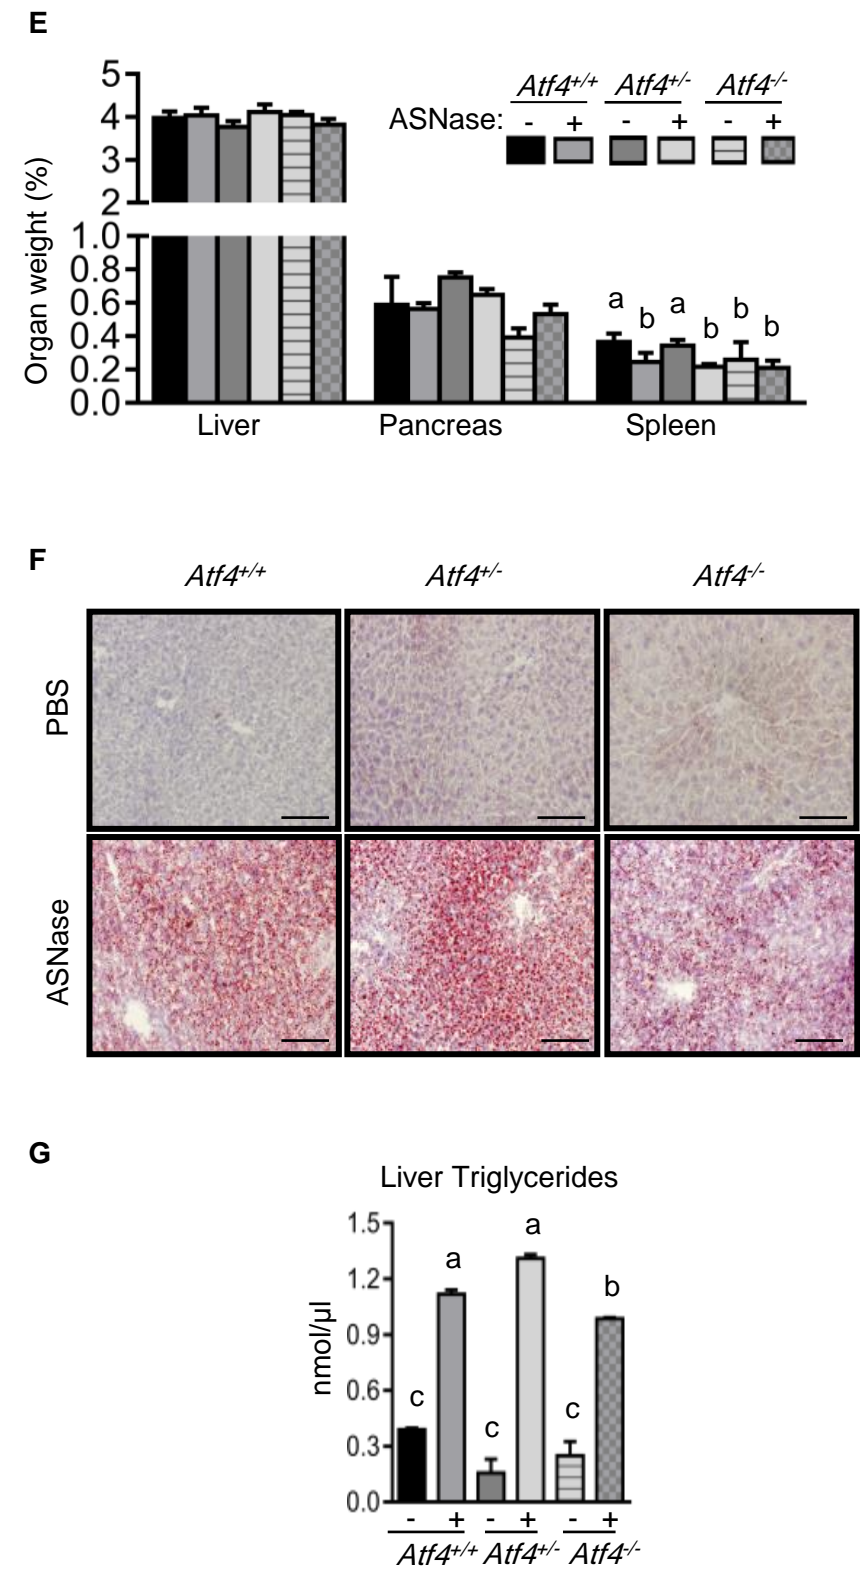 E
5
4
3
2
1.0
0.8
0.6
0.4
0.2
0.0
Organ weight (%)
Atf4+/+ Atf4+/- Atf4-/-
ASNase: - + - + - +
a b a b b b
Liver Pancreas Spleen
F
Atf4+/+ Atf4+/- Atf4-/-
PBS
ASNase
G
Liver Triglycerides
1.5
1.2
0.9
0.6
0.3
0.0
nmol/µl
c a c a c b
- + - + - +
Atf4+/+ Atf4+/- Atf4-/-